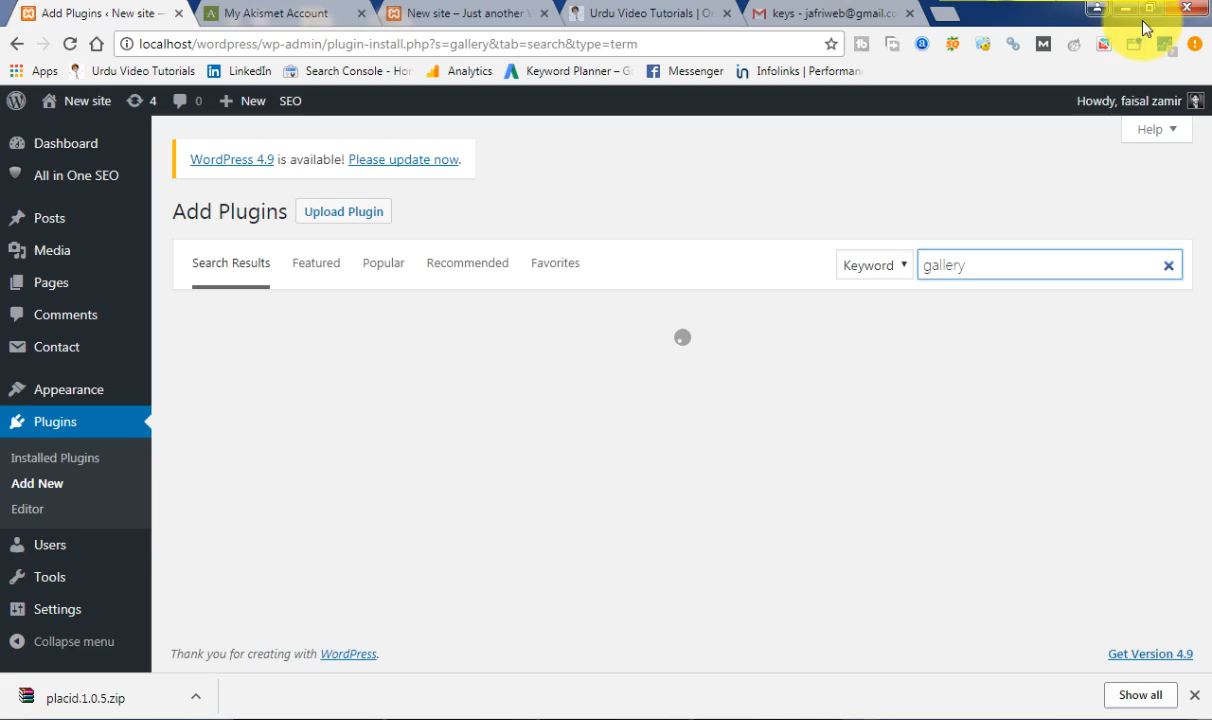 Add Plugins ‹ New site —
My Akismet Account
New site – Just another
Urdu Video Tutorials | O
keys - jafriweb@gmail.c
localhost/wordpress/wp-admin/plugin-install.php?s=gallery&tab=search&type=term
Apps
Urdu Video Tutorials
LinkedIn
Search Console - Hor
Analytics
Keyword Planner – G
Messenger
Infolinks | Performan
New site
4
0
New
SEO
Howdy, faisal zamir
Help
Dashboard
All in One SEO
Posts
Media
Pages
Comments
Contact
Appearance
Plugins
Installed Plugins
Add New
Editor
Users
Tools
Settings
Collapse menu
WordPress 4.9 is available! Please update now.
Add Plugins
Upload Plugin
Search Results
Featured
Popular
Recommended
Favorites
Keyword
gallery
Thank you for creating with WordPress.
Get Version 4.9
placid.1.0.5.zip
Show all